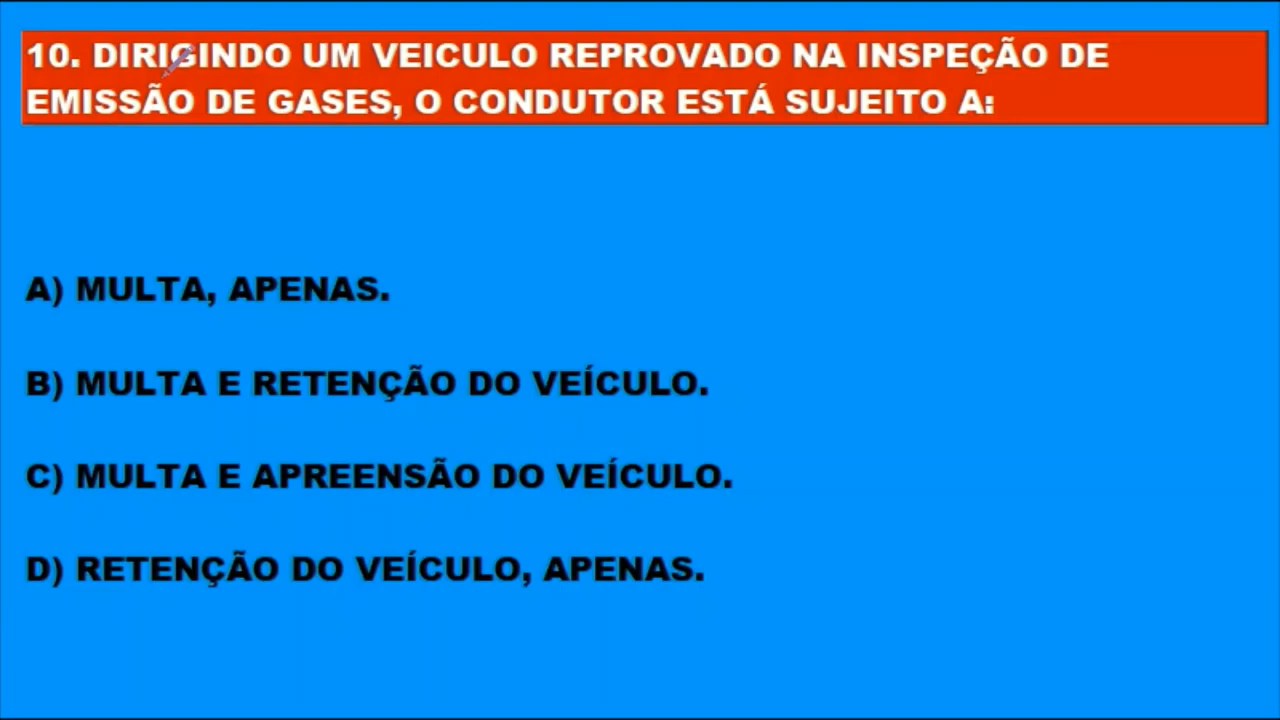 10. DIRIGINDO UM VEICULO REPROVADO NA INSPEÇÃO DE
EMISSÃO DE GASES, O CONDUTOR ESTÁ SUJEITO A:
A) MULTA, APENAS.
B) MULTA E RETENÇÃO DO VEÍCULO.
C) MULTA E APREENSÃO DO VEÍCULO.
D) RETENÇÃO DO VEÍCULO, APENAS.